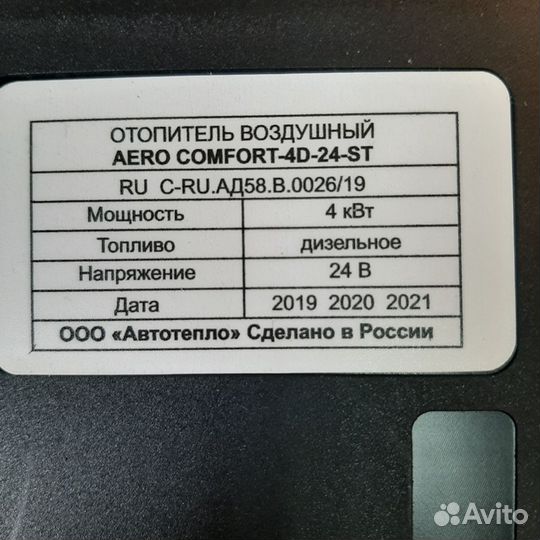 ОТОПИТЕЛЬ ВОЗДУШНЫЙ
AERO COMFORT-4D-24-ST
RU C-RU.АД58.В.0026/19
Мощность 4 кВт
Топливо дизельное
Напряжение 24 В
Дата 2019 2020 2021
ООО «Автотепло» Сделано в России
Avito